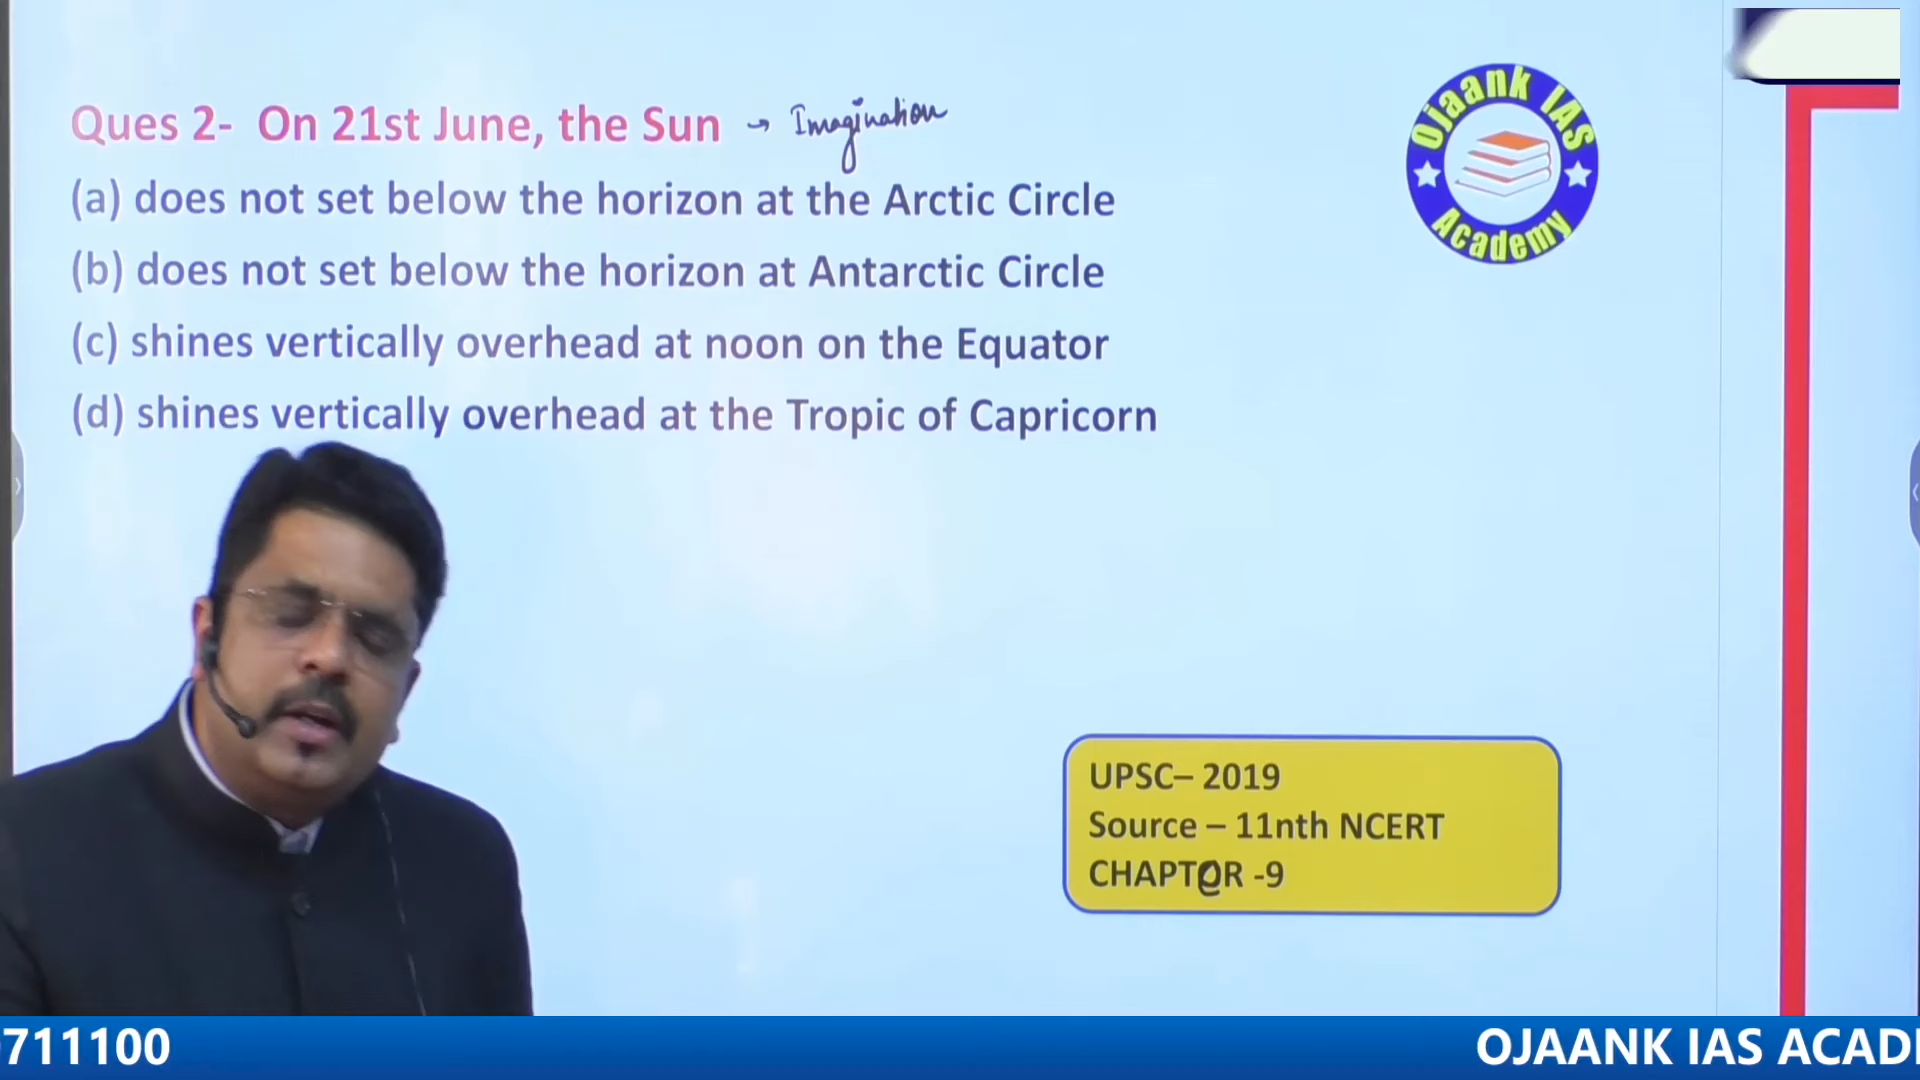 Ques 2- On 21st June, the Sun → Imagination
(a) does not set below the horizon at the Arctic Circle
(b) does not set below the horizon at Antarctic Circle
(c) shines vertically overhead at noon on the Equator
(d) shines vertically overhead at the Tropic of Capricorn
Ojaank IAS
Academy
UPSC– 2019
Source – 11nth NCERT
CHAPTeR -9
711100
OJAANK IAS ACAD